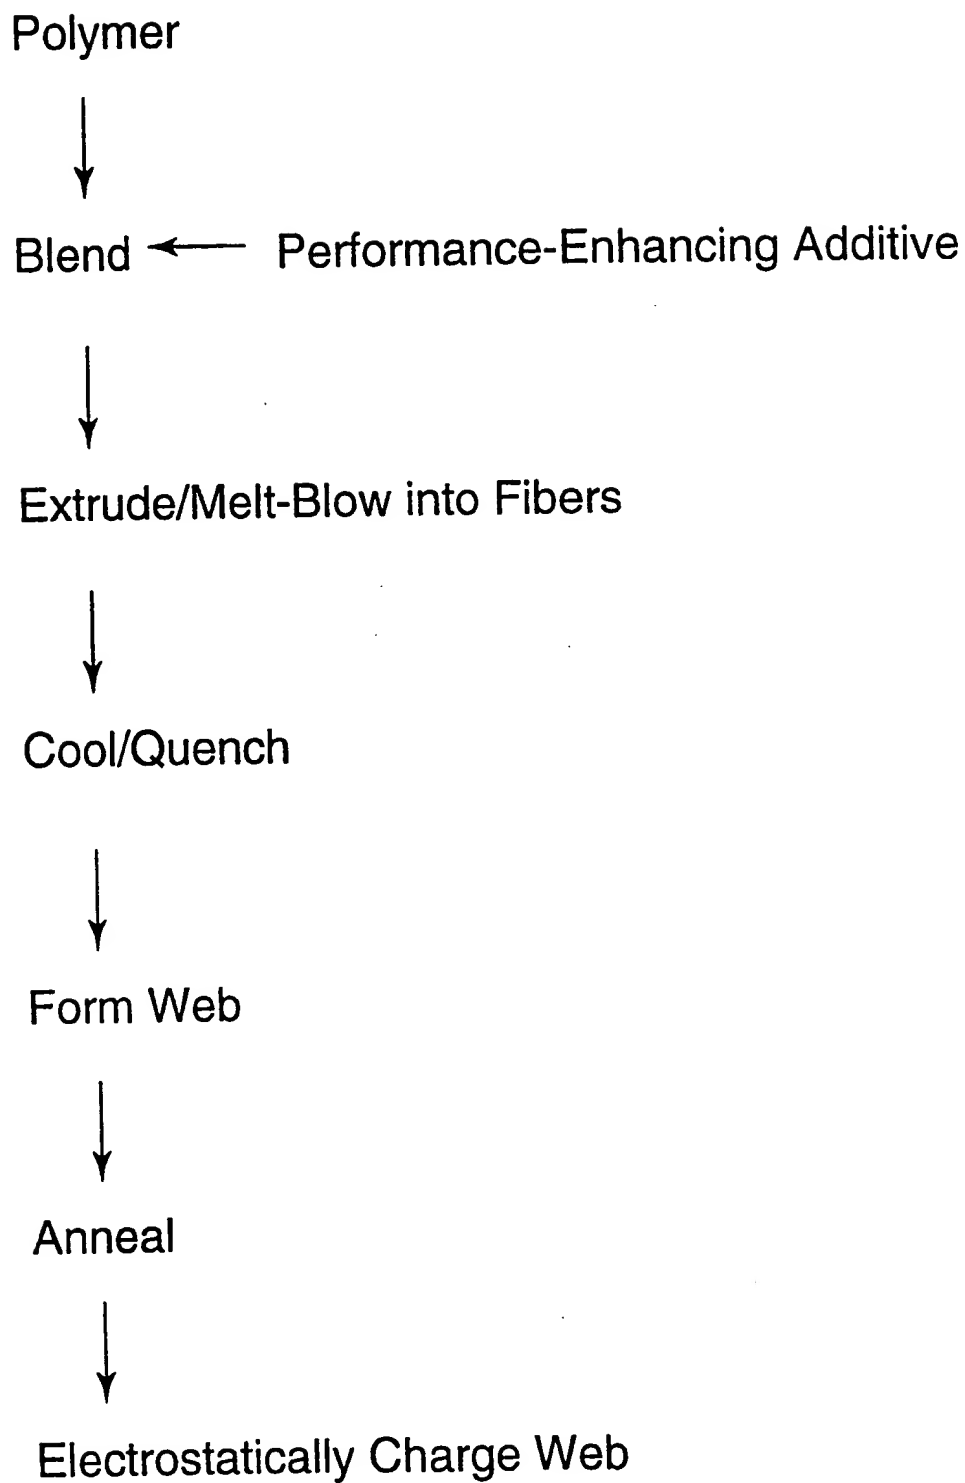 Polymer
Blend
Performance-Enhancing Additive
Extrude/Melt-Blow into Fibers
Cool/Quench
Form Web
Anneal
Electrostatically Charge Web